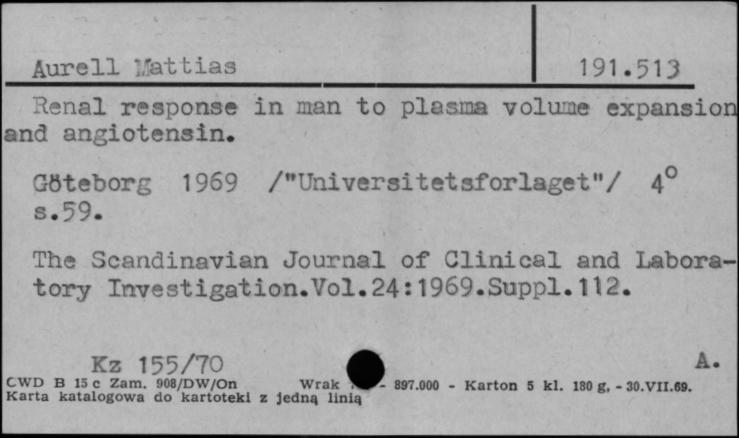 Aurell Mattias 191.513
Renal response in man to plasma volume expansion
and angiotensin.
Göteborg 1969 /"Universitetsforlaget"/ 4°
s.59.
The Scandinavian Journal of Clinical and Labora-
tory Investigation.Vol.24:1969.Suppl.112.
Kz 155/70 A.
CWD B 15 c Zam. 908/DW/On Wrak - 897.000 - Karton 5 kl. 180 g. - 30.VII.69.
Karta katalogowa do kartoteki z jedną linią